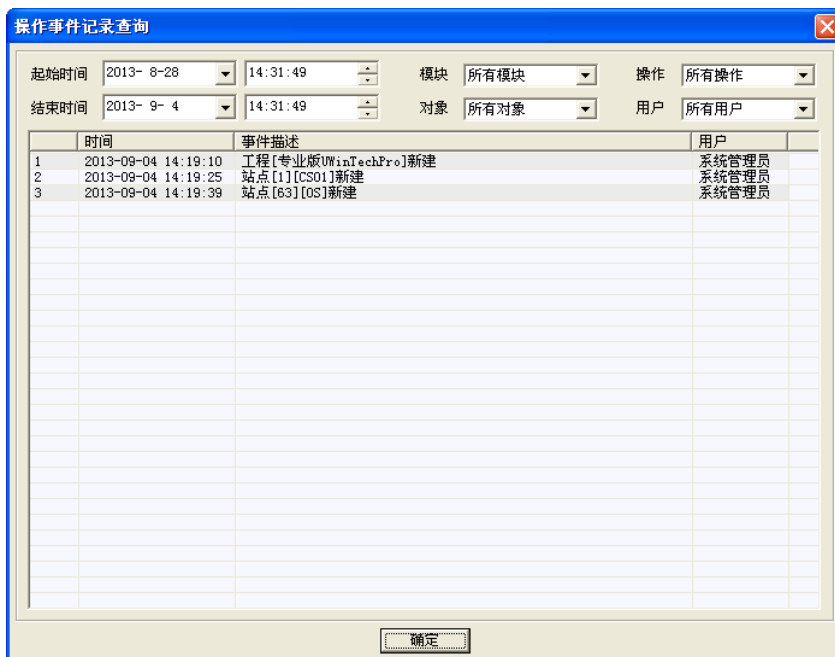 操作事件记录查询
起始时间 2013- 8-28 14:31:49 模块 所有模块 操作 所有操作
结束时间 2013- 9- 4 14:31:49 对象 所有对象 用户 所有用户
时间 事件描述 用户
1 2013-09-04 14:19:10 工程[专业版UWinTechPro]新建 系统管理员
2 2013-09-04 14:19:25 站点[1][CS01]新建 系统管理员
3 2013-09-04 14:19:39 站点[63][OS]新建 系统管理员
确定